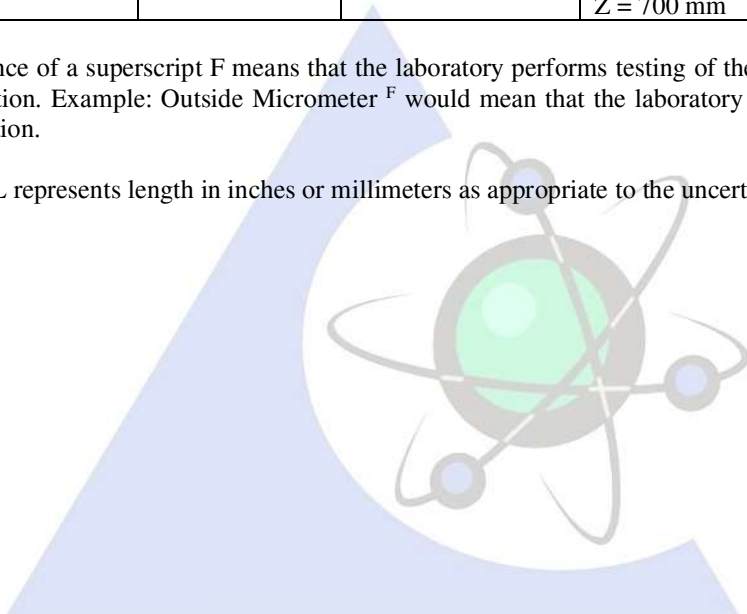 Z = 700 mm
nce of a superscript F means that the laboratory performs testing of the
tion. Example: Outside Micrometer F would mean that the laboratory
ion.
L represents length in inches or millimeters as appropriate to the uncert